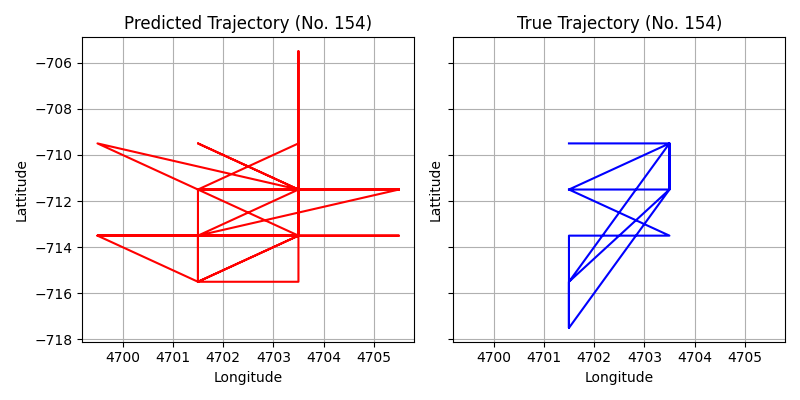 Predicted Trajectory (No. 154)
True Trajectory (No. 154)
−706
−708
−710
−712
−714
−716
−718
Lattitude
Lattitude
4700 4701 4702 4703 4704 4705
4700 4701 4702 4703 4704 4705
Longitude
Longitude